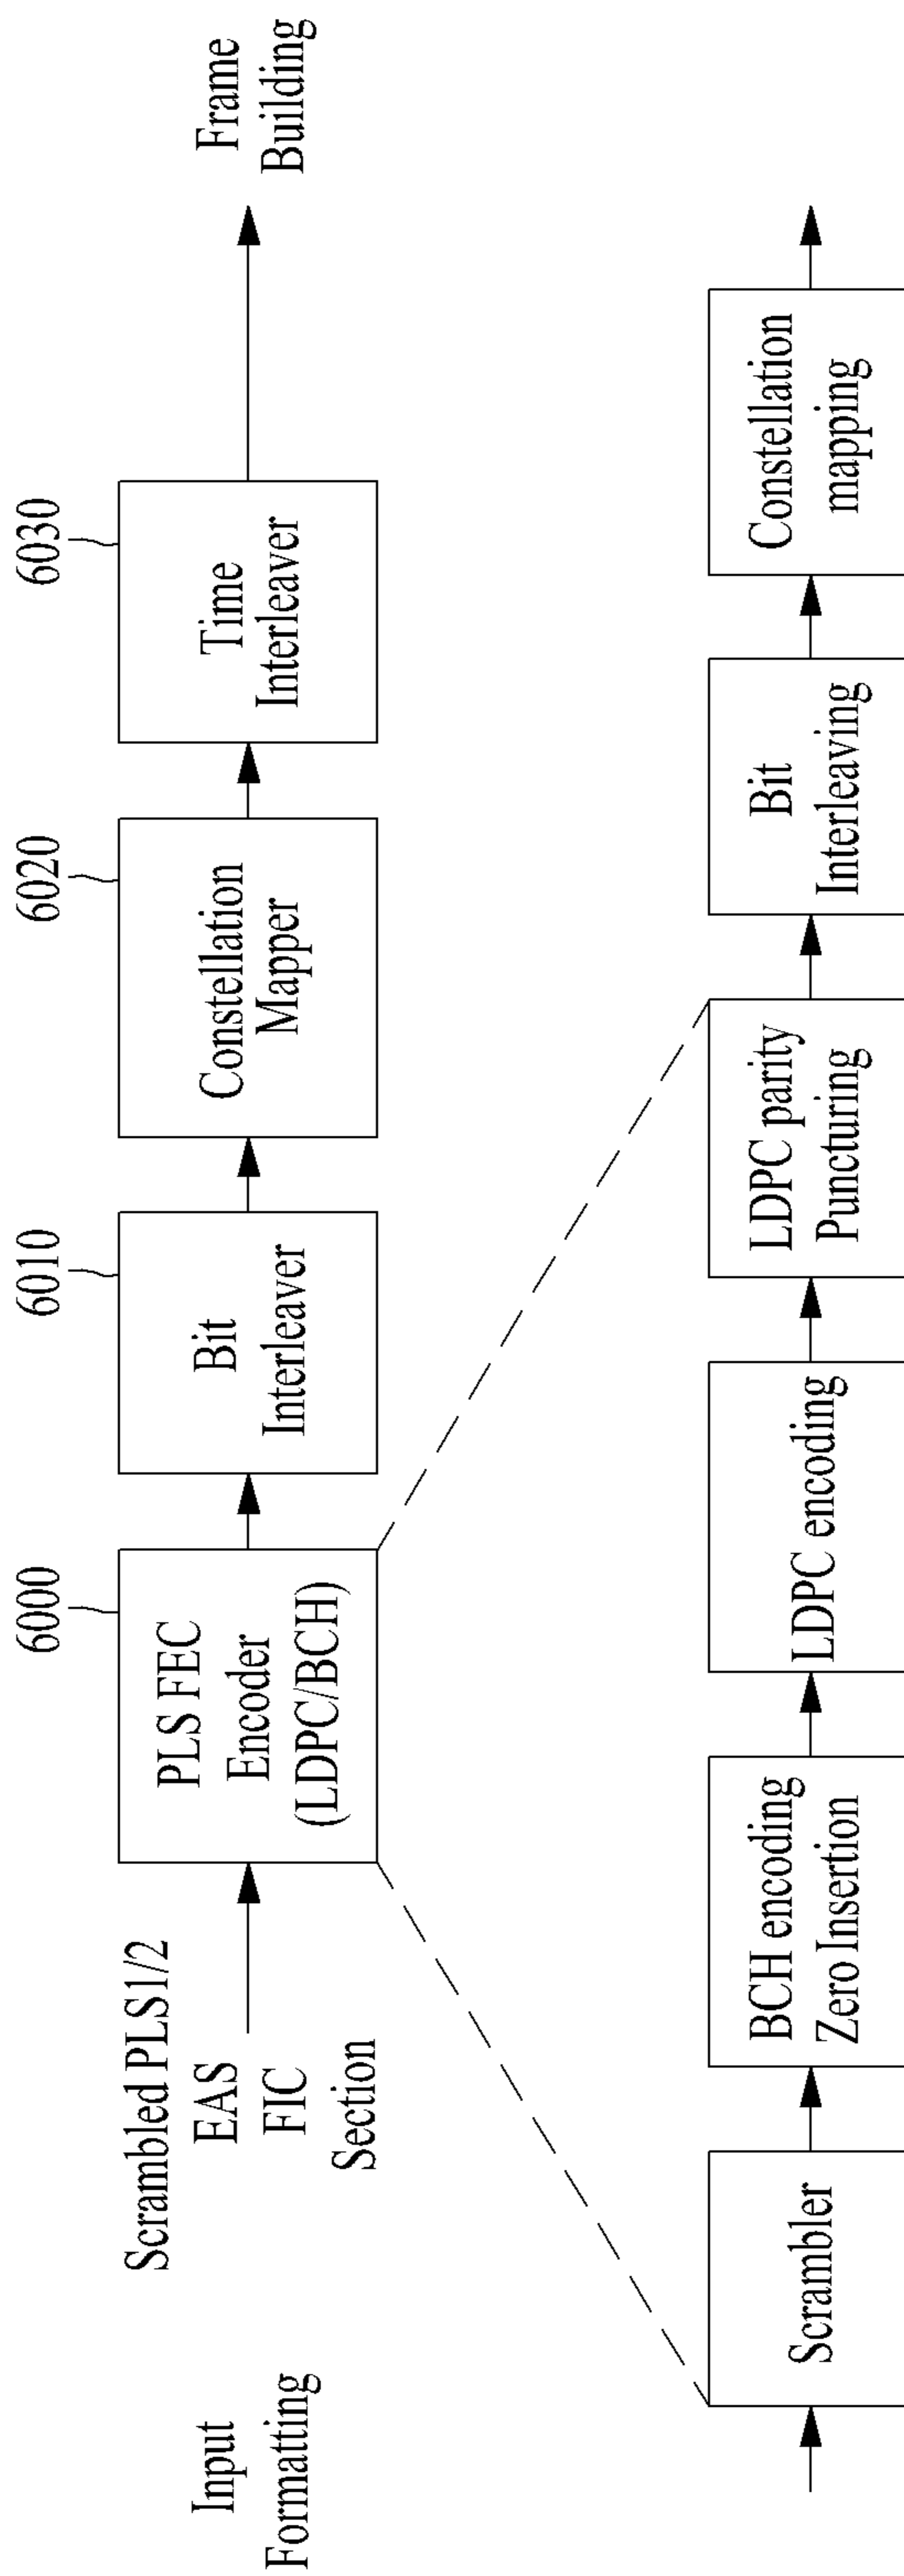 Input
Formatting
Scrambled PLS1/2
EAS
FIC
Section
6000
PLS FEC
Encoder
(LDPC/BCH)
6010
Bit
Interleaver
6020
Constellation
Mapper
6030
Time
Interleaver
Frame
Building
Scrambler
BCH encoding
Zero Insertion
LDPC encoding
LDPC parity
Puncturing
Bit
Interleaving
Constellation
mapping